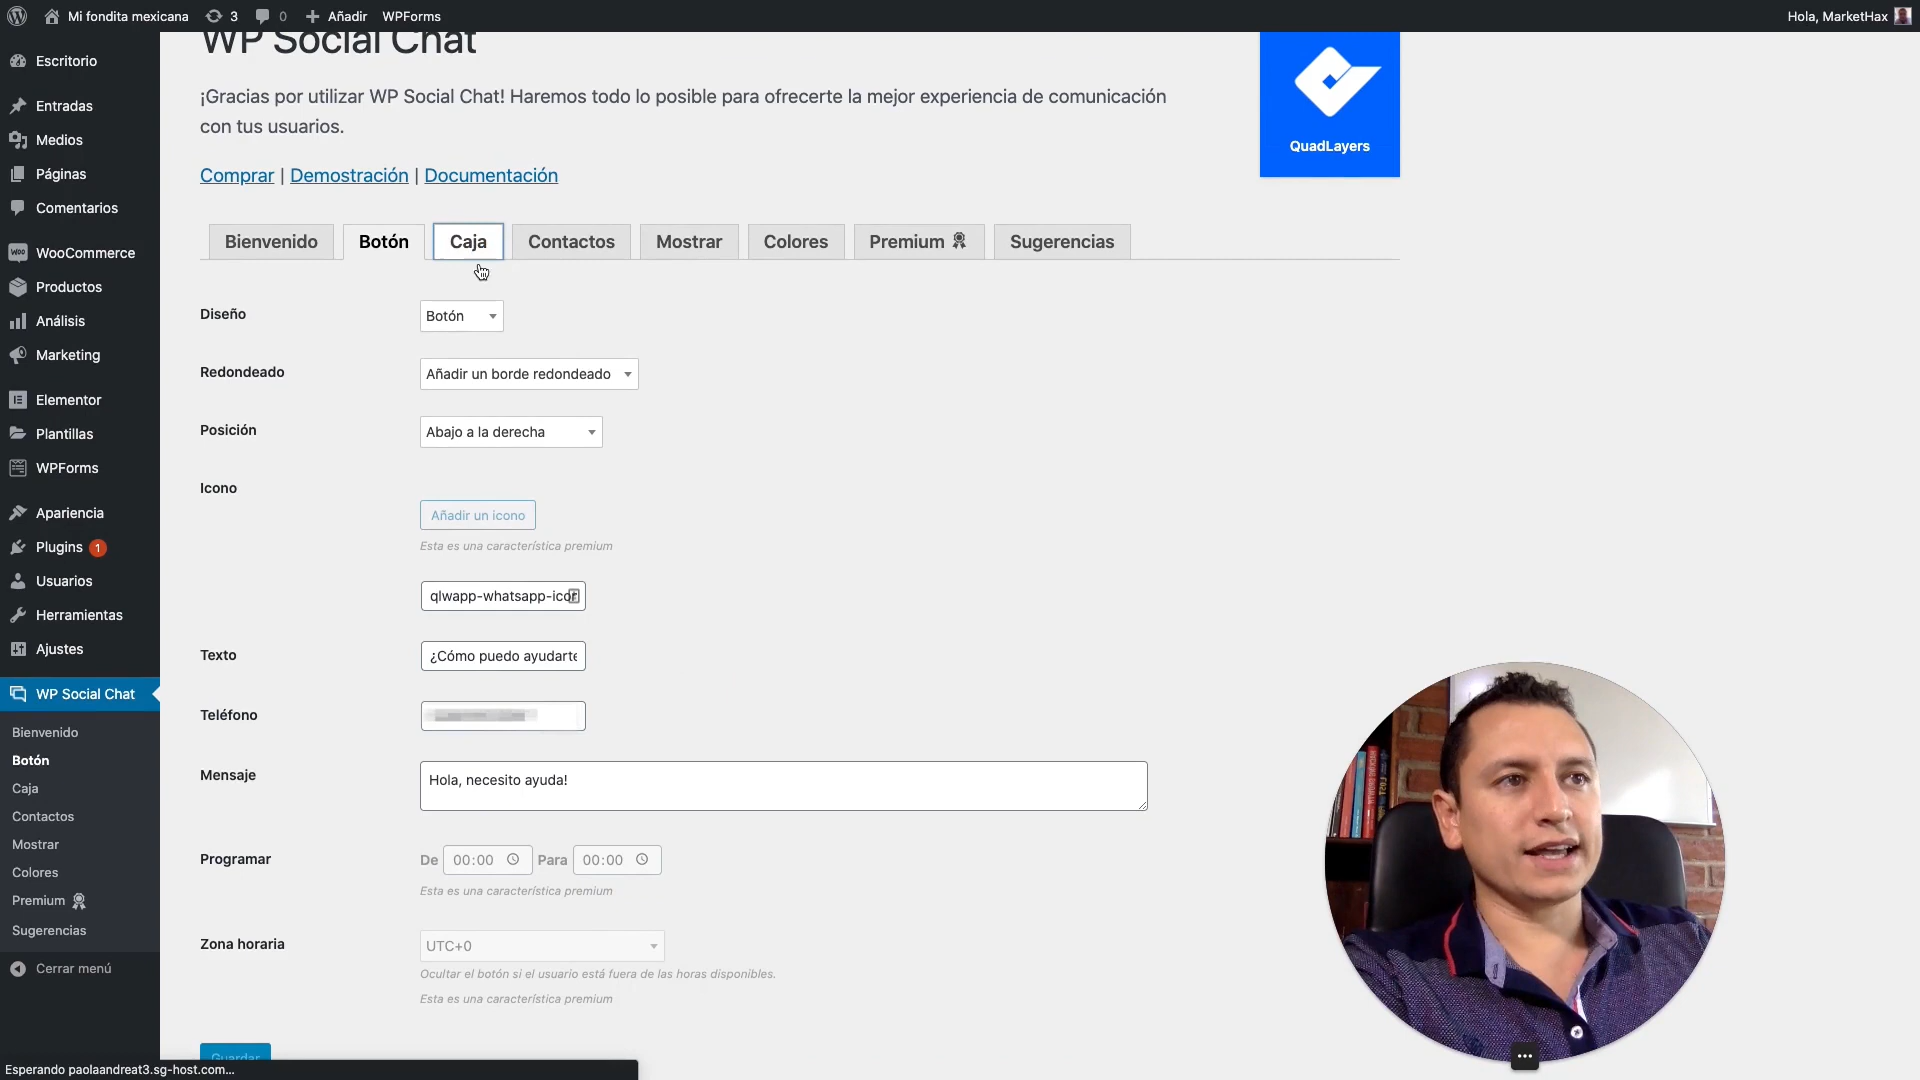 Mi fondita mexicana
3
0
Añadir
WPForms
Hola, MarketHax
Escritorio
Entradas
Medios
Páginas
Comentarios
WooCommerce
Productos
Análisis
Marketing
Elementor
Plantillas
WPForms
Apariencia
Plugins 1
Usuarios
Herramientas
Ajustes
WP Social Chat
Bienvenido
Botón
Caja
Contactos
Mostrar
Colores
Premium
Sugerencias
Cerrar menú
WP Social Chat
¡Gracias por utilizar WP Social Chat! Haremos todo lo posible para ofrecerte la mejor experiencia de comunicación
con tus usuarios.
Comprar | Demostración | Documentación
QuadLayers
Bienvenido
Botón
Caja
Contactos
Mostrar
Colores
Premium
Sugerencias
Diseño
Botón
Redondeado
Añadir un borde redondeado
Posición
Abajo a la derecha
Icono
Añadir un icono
Esta es una característica premium
qlwapp-whatsapp-icon
Texto
¿Cómo puedo ayudarte
Teléfono
Mensaje
Hola, necesito ayuda!
Programar
De 00:00 Para 00:00
Esta es una característica premium
Zona horaria
UTC+0
Ocultar el botón si el usuario está fuera de las horas disponibles.
Esta es una característica premium
Guardar
Esperando paolaandreat3.sg-host.com...